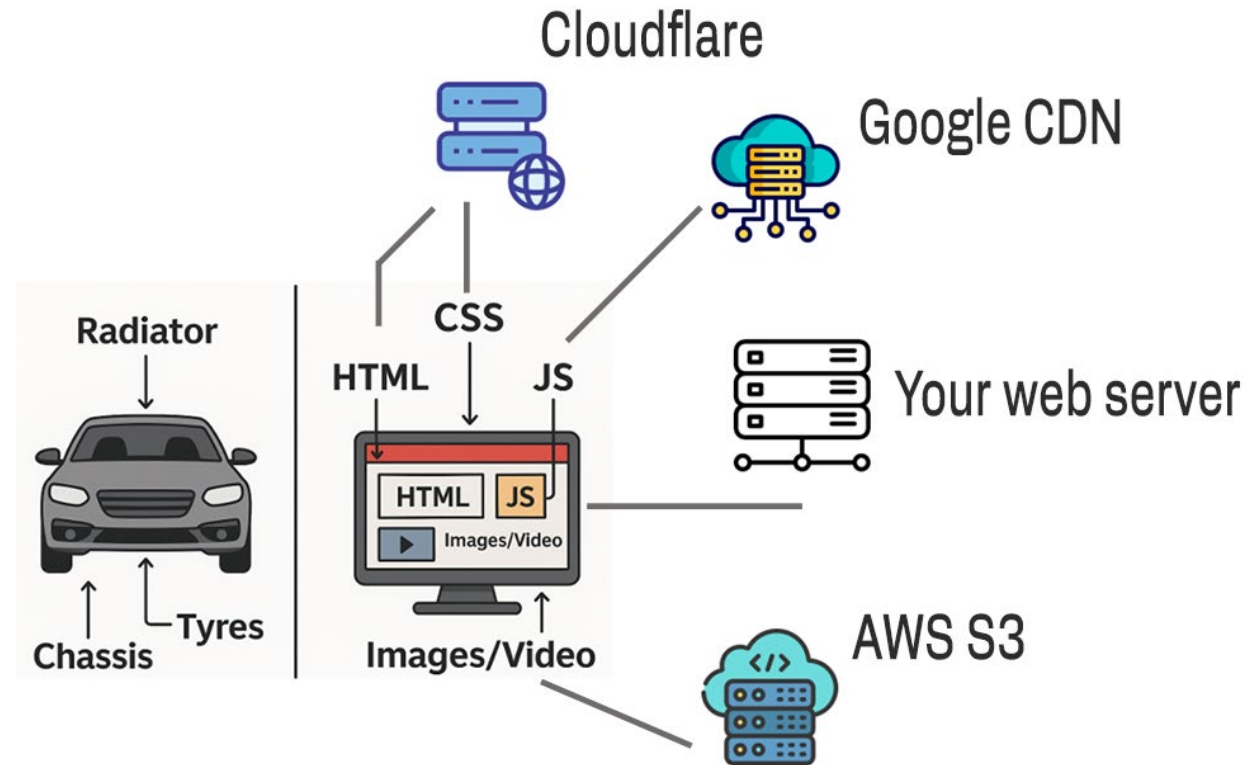 Cloudflare
Google CDN
Radiator
CSS
HTML
JS
Your web server
HTML
JS
Images/Video
Tyres
Chassis
Images/Video
AWS S3
</>